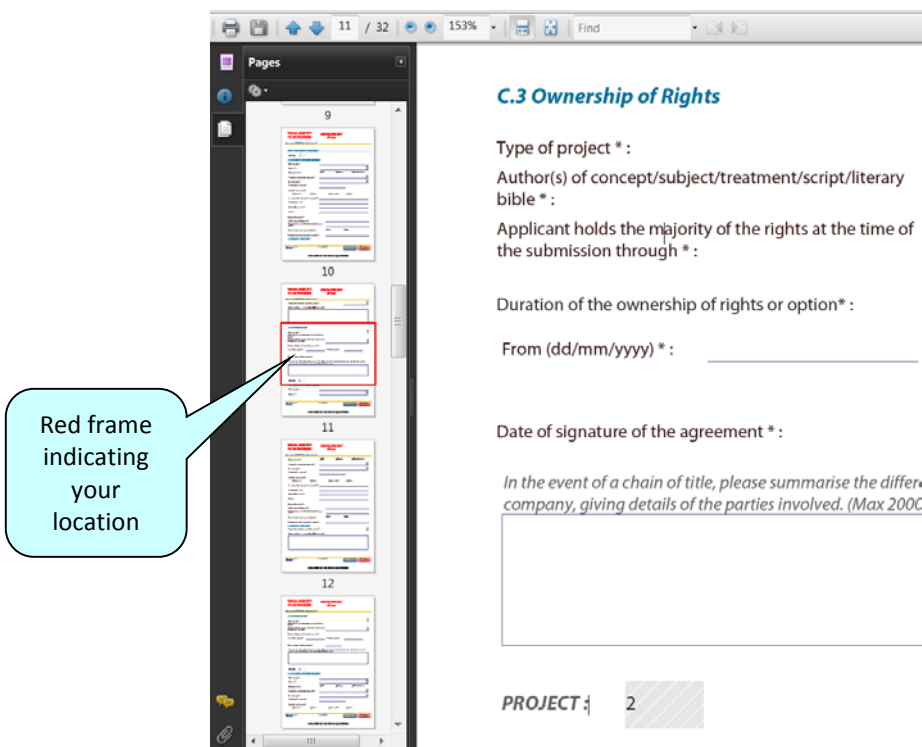 11 / 32
153%
Find
Pages
9
10
11
12
Red frame
indicating
your
location
C.3 Ownership of Rights
Type of project * :
Author(s) of concept/subject/treatment/script/literary
bible * :
Applicant holds the majority of the rights at the time of
the submission through * :
Duration of the ownership of rights or option* :
From (dd/mm/yyyy) * :
Date of signature of the agreement * :
In the event of a chain of title, please summarise the differ
company, giving details of the parties involved. (Max 2000
PROJECT :
2